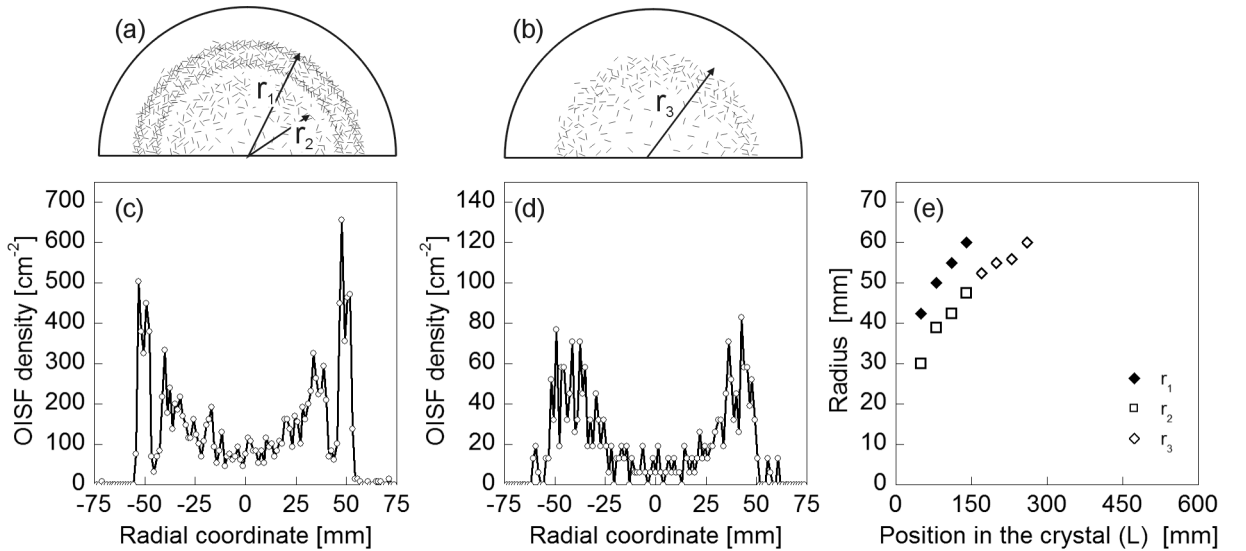 (a)
r1
r2
(b)
r3
(c)
OISF density [cm-2]
700
600
500
400
300
200
100
0
-75 -50 -25 0 25 50 75
Radial coordinate [mm]
(d)
OISF density [cm-2]
140
120
100
80
60
40
20
0
-75 -50 -25 0 25 50 75
Radial coordinate [mm]
(e)
Radius [mm]
70
60
50
40
30
20
10
0
r1
r2
r3
0 150 300 450 600
Position in the crystal (L) [mm]